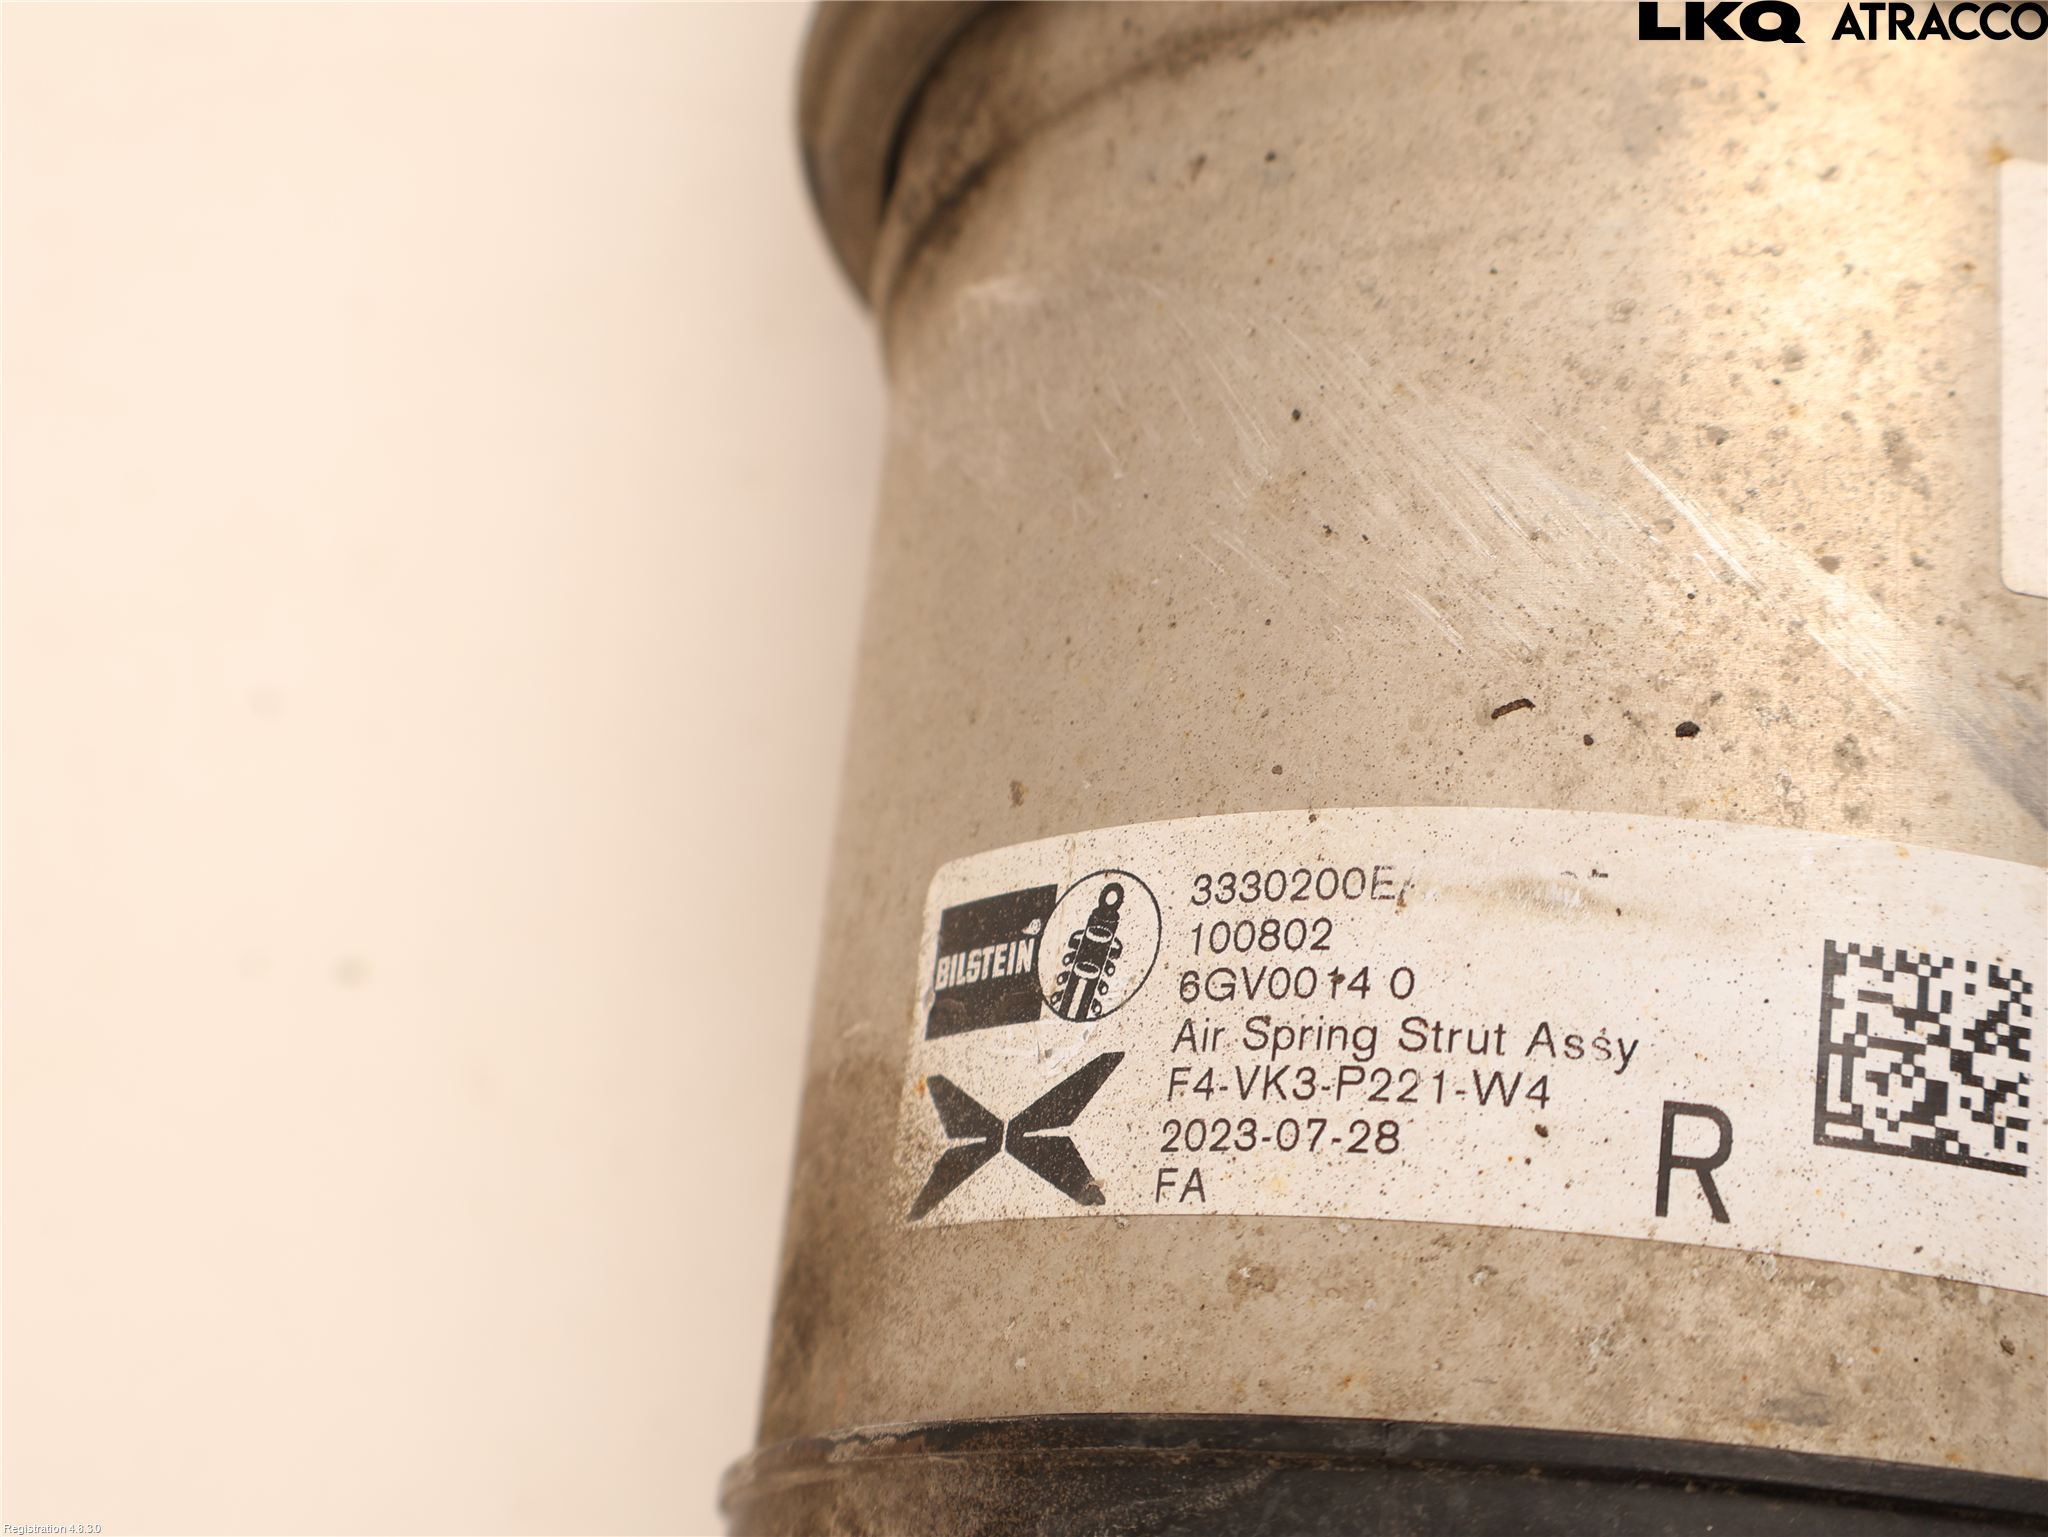 LKQ ATRACCO
BILSTEIN
3330200E
100802
6GV0014 0
Air Spring Strut Assy
F4-VK3-P221-W4
2023-07-28
FA
R
Registration 4.8.3.0